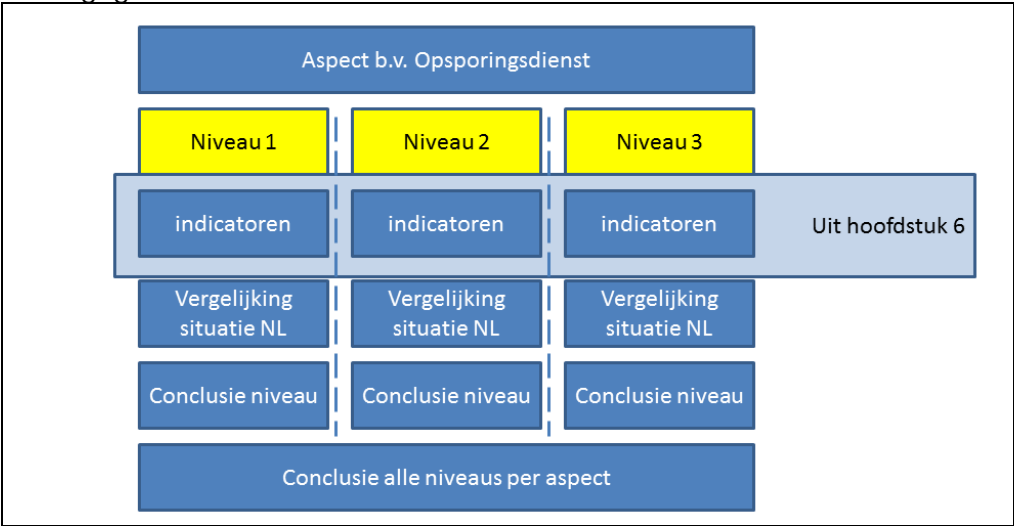 Aspect b.v. Opsporingsdienst
Niveau 1
Niveau 2
Niveau 3
indicatoren
indicatoren
indicatoren
Uit hoofdstuk 6
Vergelijking
situatie NL
Vergelijking
situatie NL
Vergelijking
situatie NL
Conclusie niveau
Conclusie niveau
Conclusie niveau
Conclusie alle niveaus per aspect